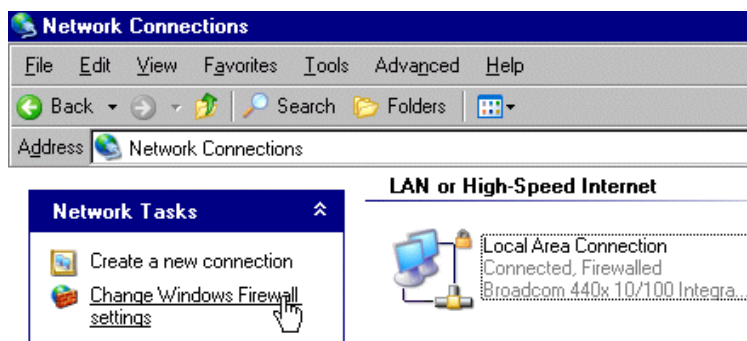 Network Connections
File Edit View Favorites Tools Advanced Help
Back Search Folders
Address Network Connections
Network Tasks
Create a new connection
Change Windows Firewall
settings
LAN or High-Speed Internet
Local Area Connection
Connected, Firewalled
Broadcom 440x 10/100 Integra...